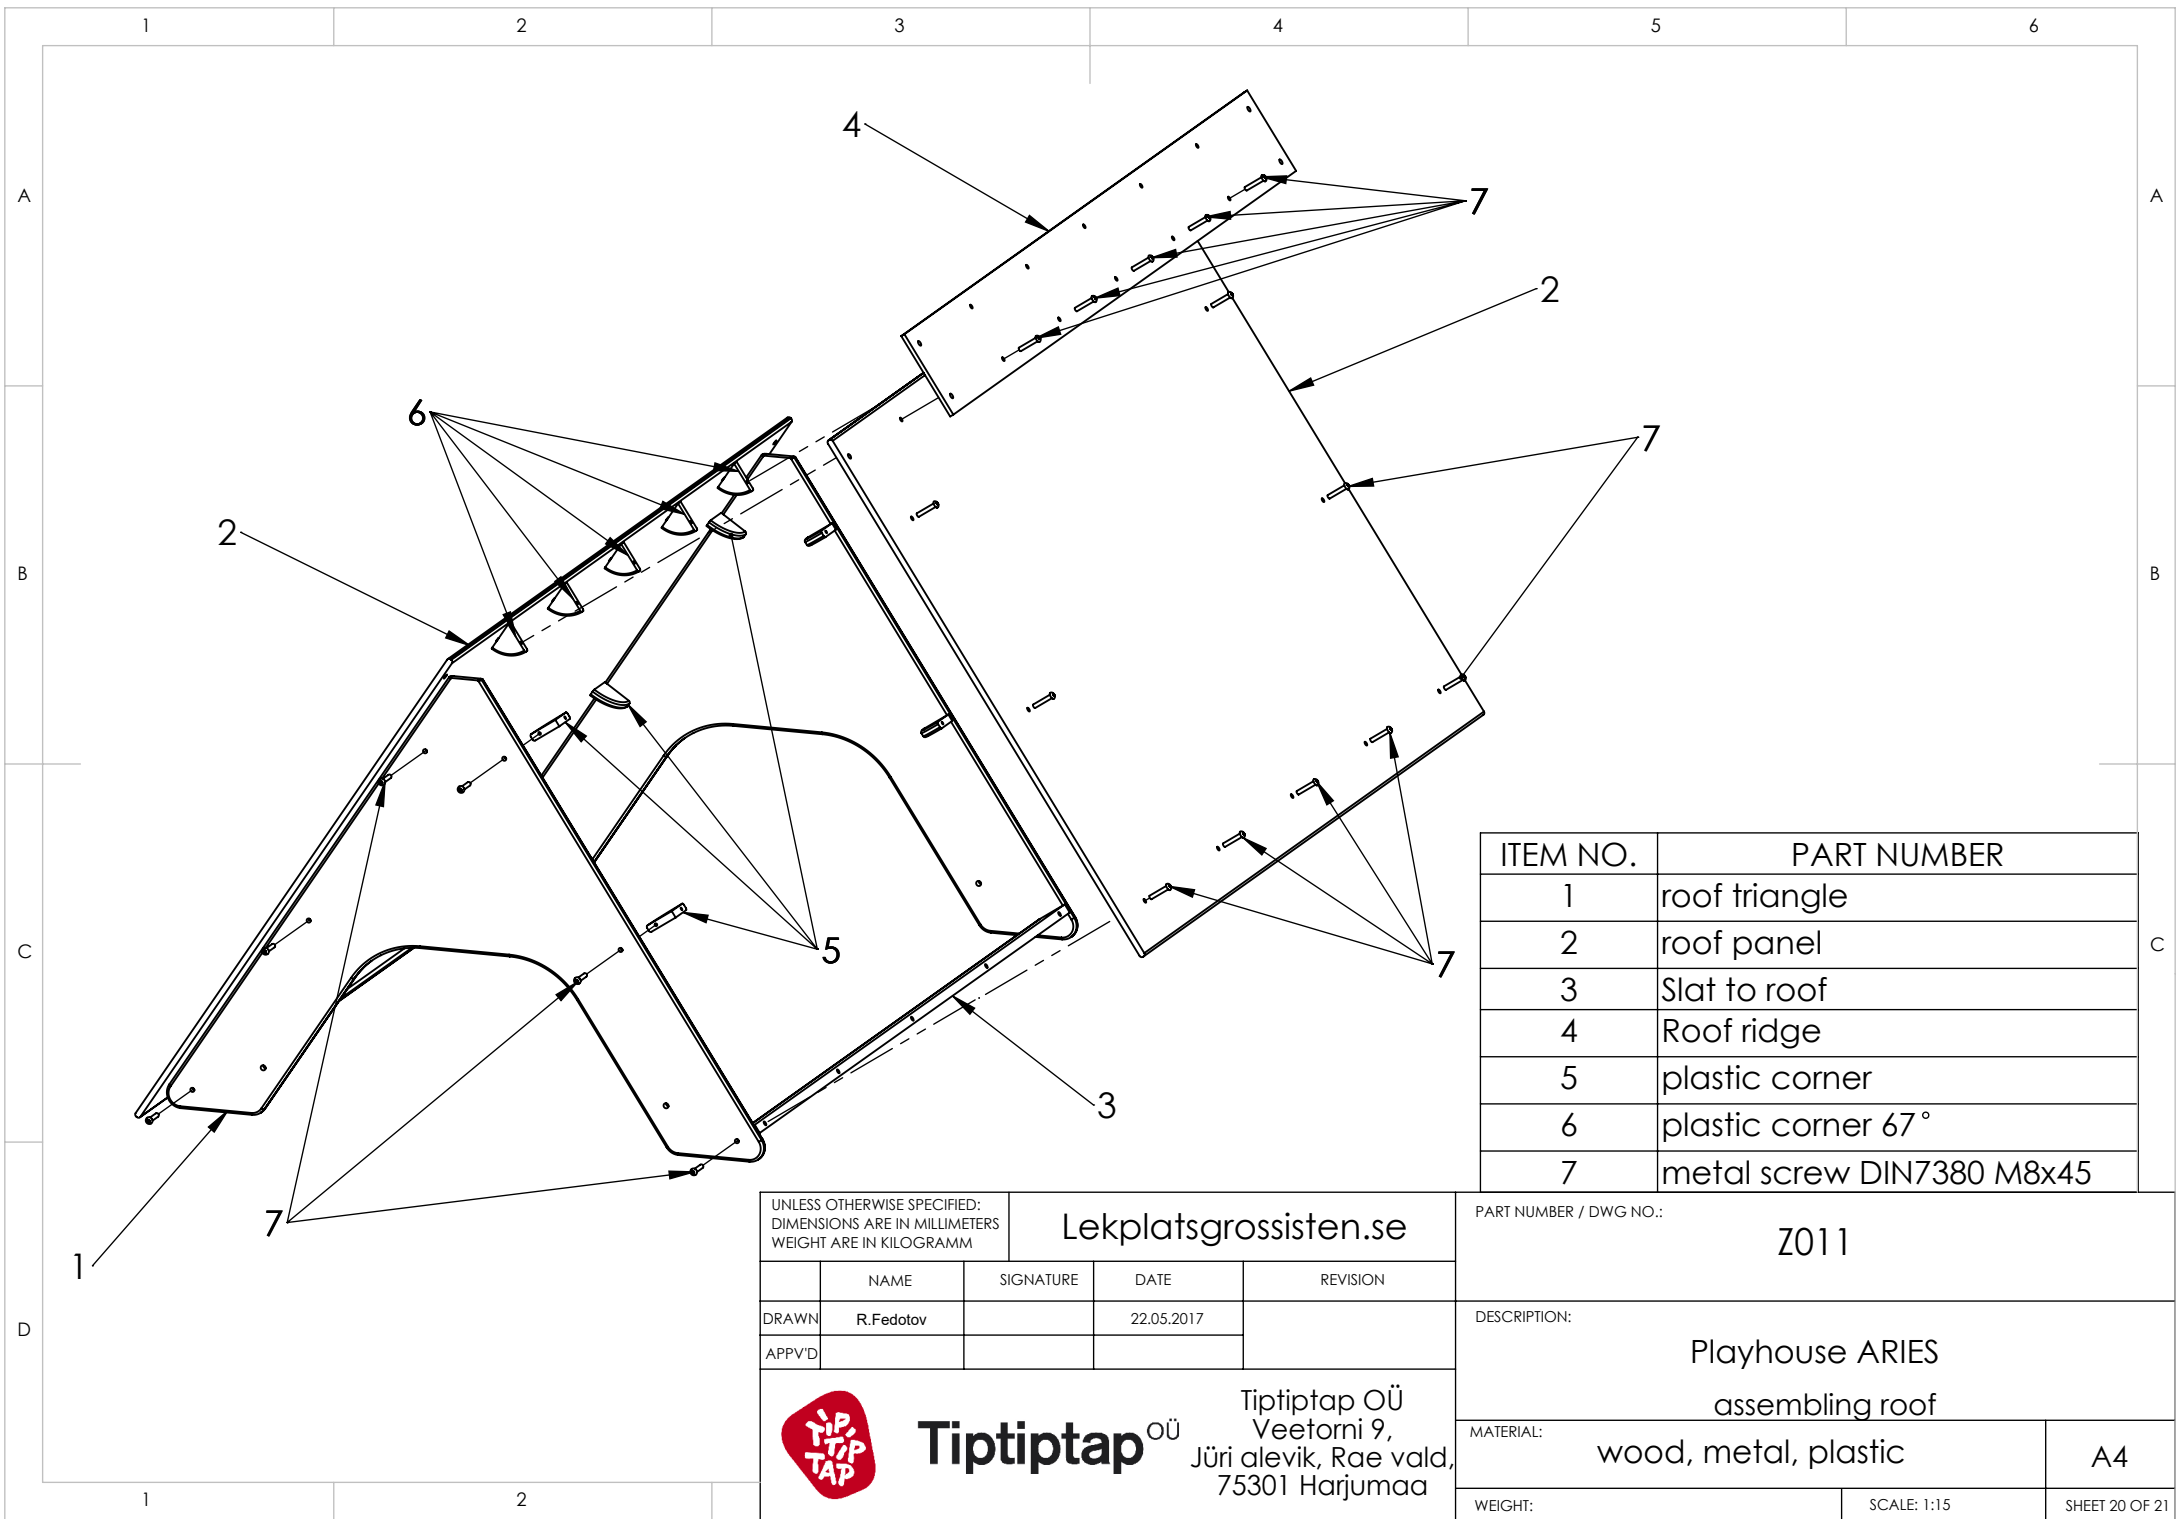 1 2 3 4 5 6
A A
B B
C C
D
4
7
2
6
7
2
5
7
3
7
1
ITEM NO. PART NUMBER
1 roof triangle
2 roof panel
3 Slat to roof
4 Roof ridge
5 plastic corner
6 plastic corner 67°
7 metal screw DIN7380 M8x45
UNLESS OTHERWISE SPECIFIED:
DIMENSIONS ARE IN MILLIMETERS
WEIGHT ARE IN KILOGRAMM
Lekplatsgrossisten.se
NAME SIGNATURE DATE REVISION
DRAWN R.Fedotov 22.05.2017
APPV'D
PART NUMBER / DWG NO.:
Z011
DESCRIPTION:
Playhouse ARIES
assembling roof
MATERIAL:
wood, metal, plastic
A4
WEIGHT:
SCALE: 1:15
SHEET 20 OF 21
TIP
TIP
TAP
Tiptiptap OÜ
Tiptiptap OÜ
Veetorni 9,
Jüri alevik, Rae vald,
75301 Harjumaa
1 2